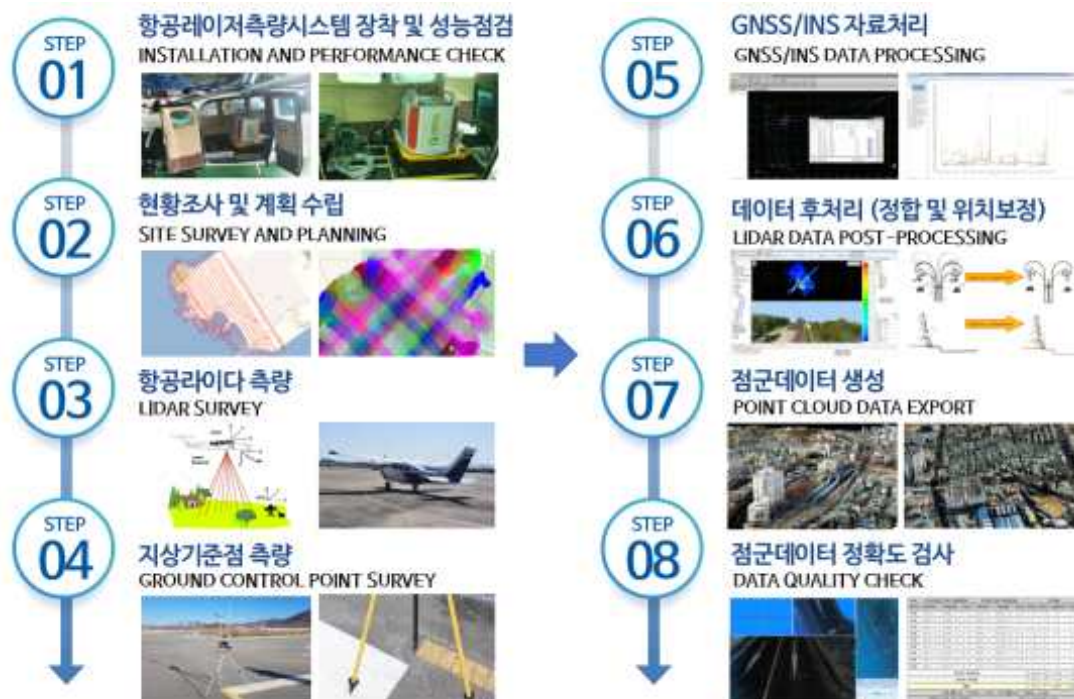 STEP
01
항공레이저측량시스템 장착 및 성능점검
INSTALLATION AND PERFORMANCE CHECK
STEP
02
현황조사 및 계획 수립
SITE SURVEY AND PLANNING
STEP
03
항공라이다 측량
LIDAR SURVEY
STEP
04
지상기준점 측량
GROUND CONTROL POINT SURVEY
STEP
05
GNSS/INS 자료처리
GNSS/INS DATA PROCESSING
STEP
06
데이터 후처리 (정합 및 위치보정)
LIDAR DATA POST-PROCESSING
STEP
07
점군데이터 생성
POINT CLOUD DATA EXPORT
STEP
08
점군데이터 정확도 검사
DATA QUALITY CHECK